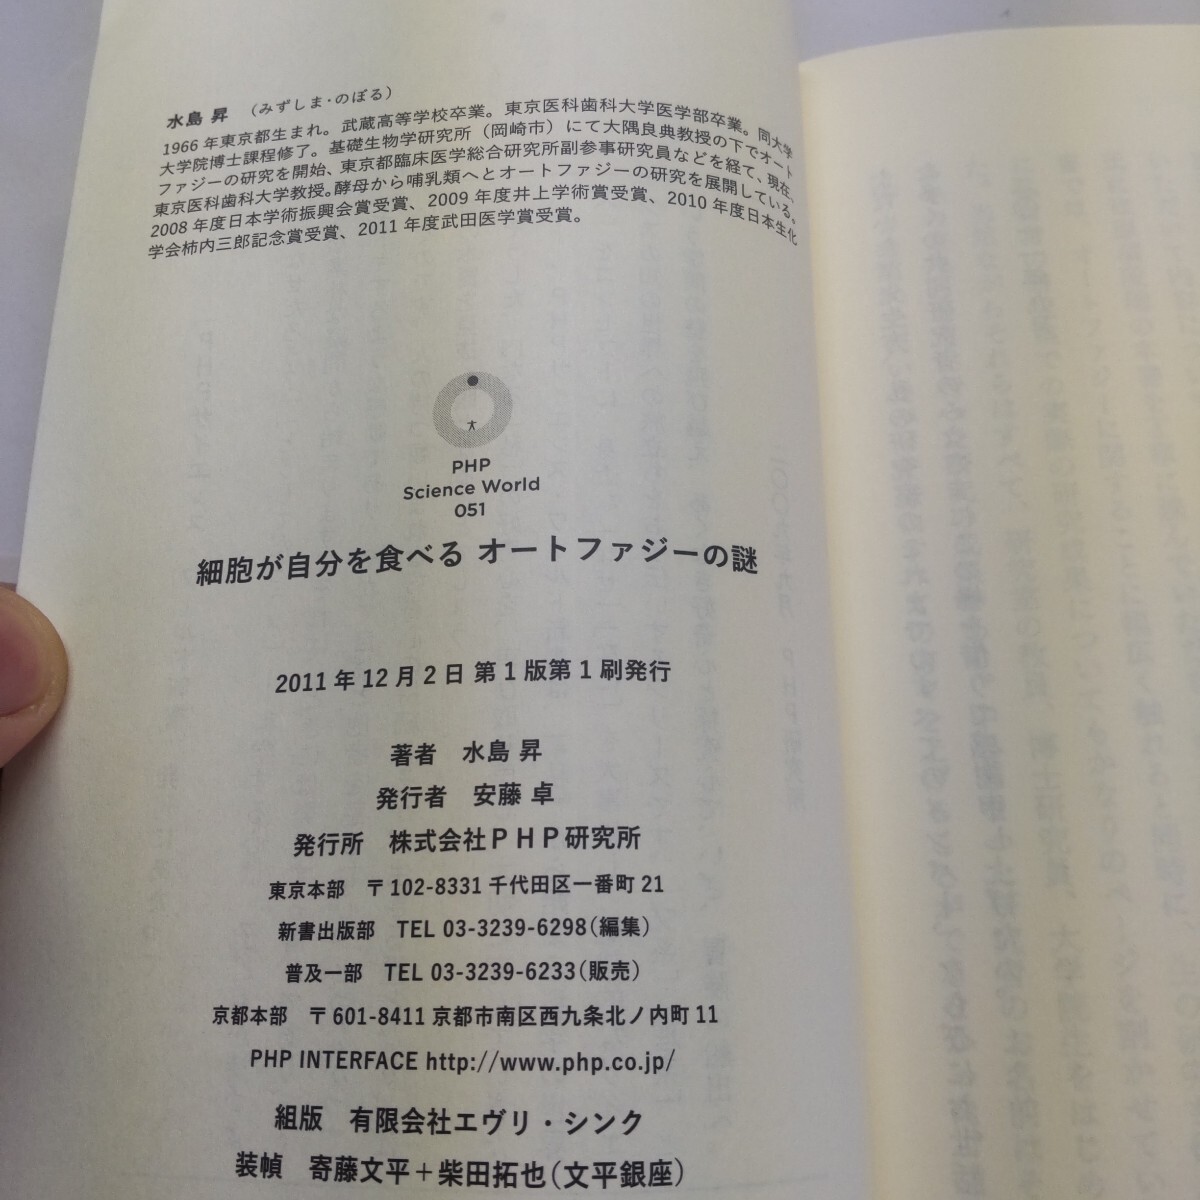 水島 昇　（みずしま・のぼる）
1966年東京都生まれ。武蔵高等学校卒業。東京医科歯科大学医学部卒業。同大学
大学院博士課程修了。基礎生物学研究所（岡崎市）にて大隅良典教授の下でオート
ファジーの研究を開始、東京都臨床医学総合研究所副参事研究員などを経て、現在、
東京医科歯科大学教授。酵母から哺乳類へとオートファジーの研究を展開している。
2008年度日本学術振興会賞受賞、2009年度井上学術賞受賞、2010年度日本生化
学会柿内三郎記念賞受賞、2011年度武田医学賞受賞。
PHP
Science World
051
細胞が自分を食べる オートファジーの謎
2011年12月2日 第1版第1刷発行
著者　水島 昇
発行者　安藤 卓
発行所　株式会社ＰＨＰ研究所
東京本部　〒102-8331 千代田区一番町21
新書出版部　TEL 03-3239-6298（編集）
普及一部　TEL 03-3239-6233（販売）
京都本部　〒601-8411 京都市南区西九条北ノ内町11
PHP INTERFACE http://www.php.co.jp/
組版　有限会社エヴリ・シンク
装幀　寄藤文平＋柴田拓也（文平銀座）